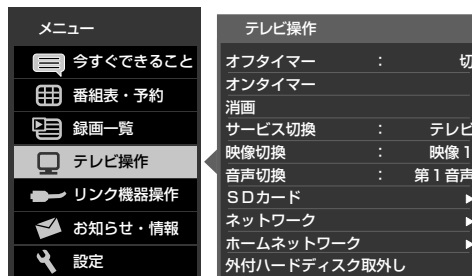 メニュー
今すぐできること
番組表・予約
録画一覧
テレビ操作
リンク機器操作
お知らせ・情報
設定
テレビ操作
オフタイマー : 切
オンタイマー
消画
サービス切換 : テレビ
映像切換 : 映像1
音声切換 : 第1音声
SDカード
ネットワーク
ホームネットワーク
外付ハードディスク取外し